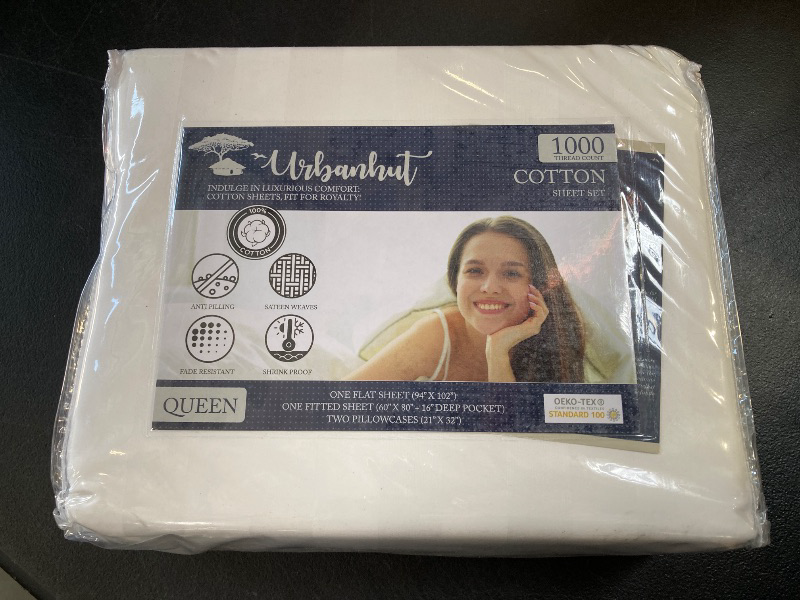 Urbanhut
INDULGE IN LUXURIOUS COMFORT:
COTTON SHEETS, FIT FOR ROYALTY!
1000
THREAD COUNT
COTTON
SHEET SET
100%
COTTON
ANTI PILLING
SATEEN WEAVES
FADE RESISTANT
SHRINK PROOF
QUEEN
ONE FLAT SHEET (94" X 102")
ONE FITTED SHEET (60" X 80" - 16" DEEP POCKET)
TWO PILLOWCASES (21" X 32")
OEKO-TEX®
STANDARD 100